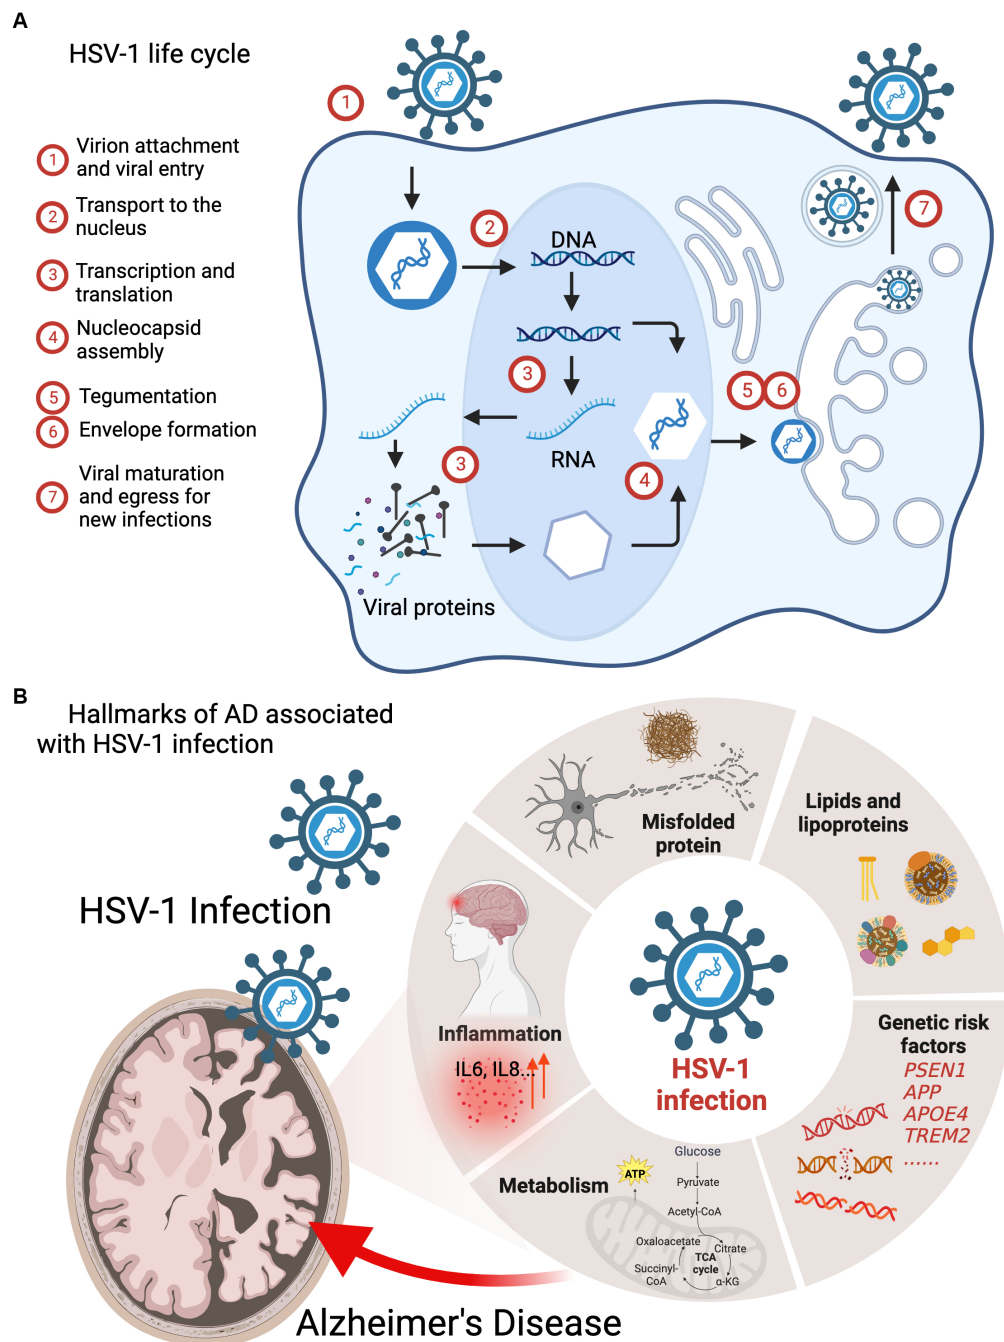 A
HSV-1 life cycle
1
Virion attachment
and viral entry
2
Transport to the
nucleus
3
Transcription and
translation
4
Nucleocapsid
assembly
5
Tegumentation
6
Envelope formation
7
Viral maturation
and egress for
new infections
1
2
DNA
3
RNA
3
4
5
6
7
Viral proteins
B
Hallmarks of AD associated
with HSV-1 infection
HSV-1 Infection
Misfolded
protein
Lipids and
lipoproteins
Inflammation
IL6, IL8...
Genetic risk
factors
PSEN1
APP
APOE4
TREM2
......
HSV-1
infection
Metabolism
ATP
Glucose
Pyruvate
Acetyl-CoA
Oxaloacetate
Citrate
TCA
cycle
Succinyl-
CoA
α-KG
Alzheimer's Disease